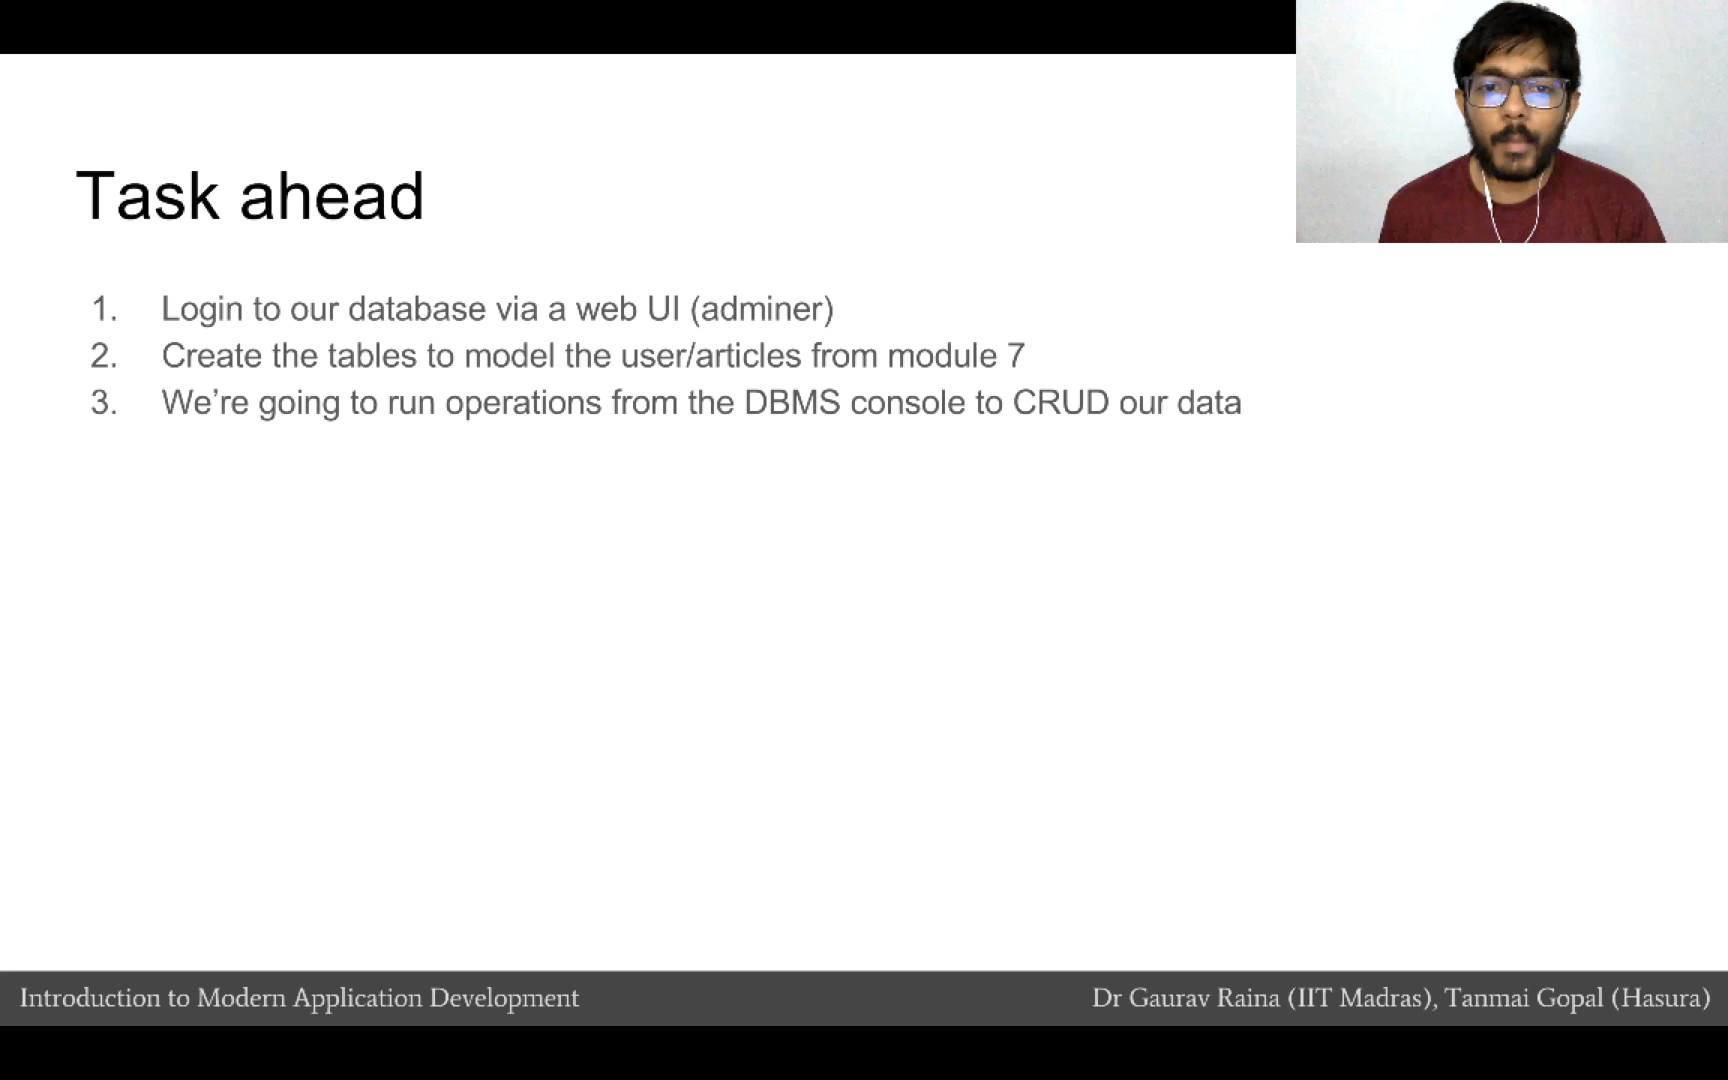 Task ahead
1. Login to our database via a web UI (adminer)
2. Create the tables to model the user/articles from module 7
3. We’re going to run operations from the DBMS console to CRUD our data
Introduction to Modern Application Development
Dr Gaurav Raina (IIT Madras), Tanmai Gopal (Hasura)